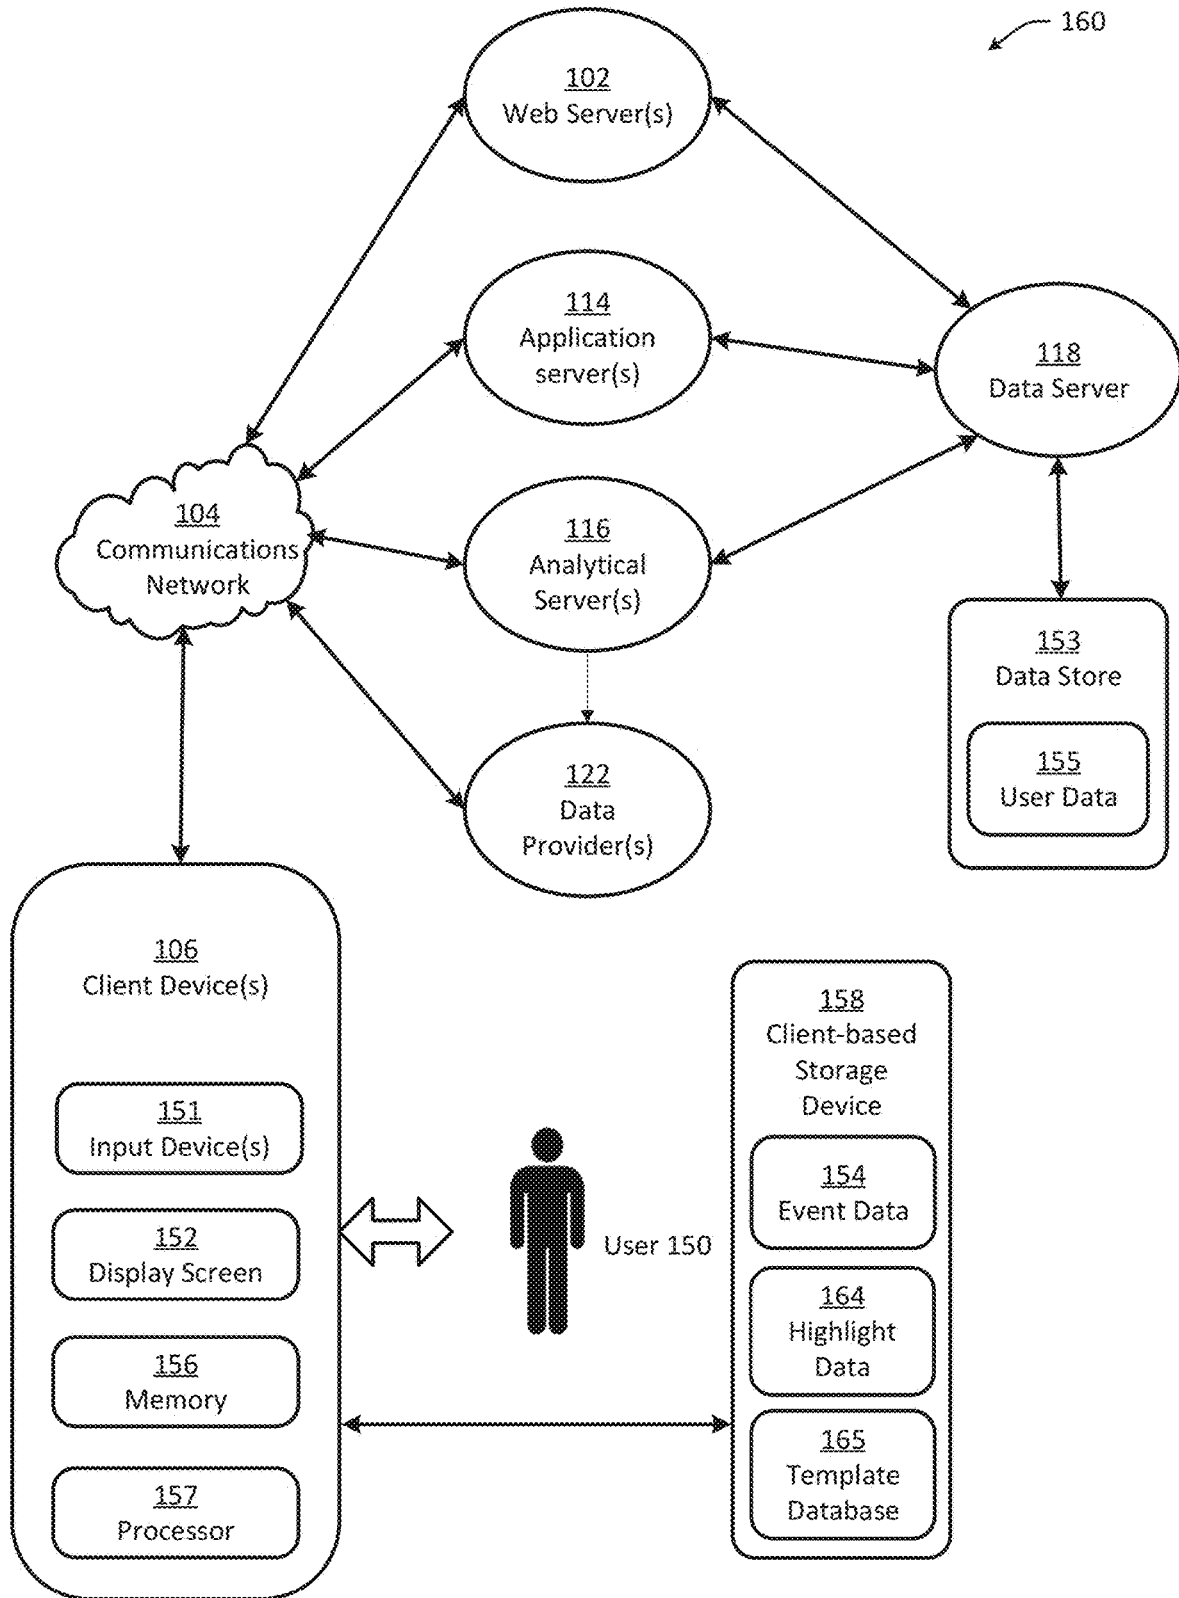 160
102
Web Server(s)
114
Application
server(s)
118
Data Server
104
Communications
Network
116
Analytical
Server(s)
153
Data Store
155
User Data
122
Data
Provider(s)
106
Client Device(s)
151
Input Device(s)
152
Display Screen
156
Memory
157
Processor
User 150
158
Client-based
Storage
Device
154
Event Data
164
Highlight
Data
165
Template
Database